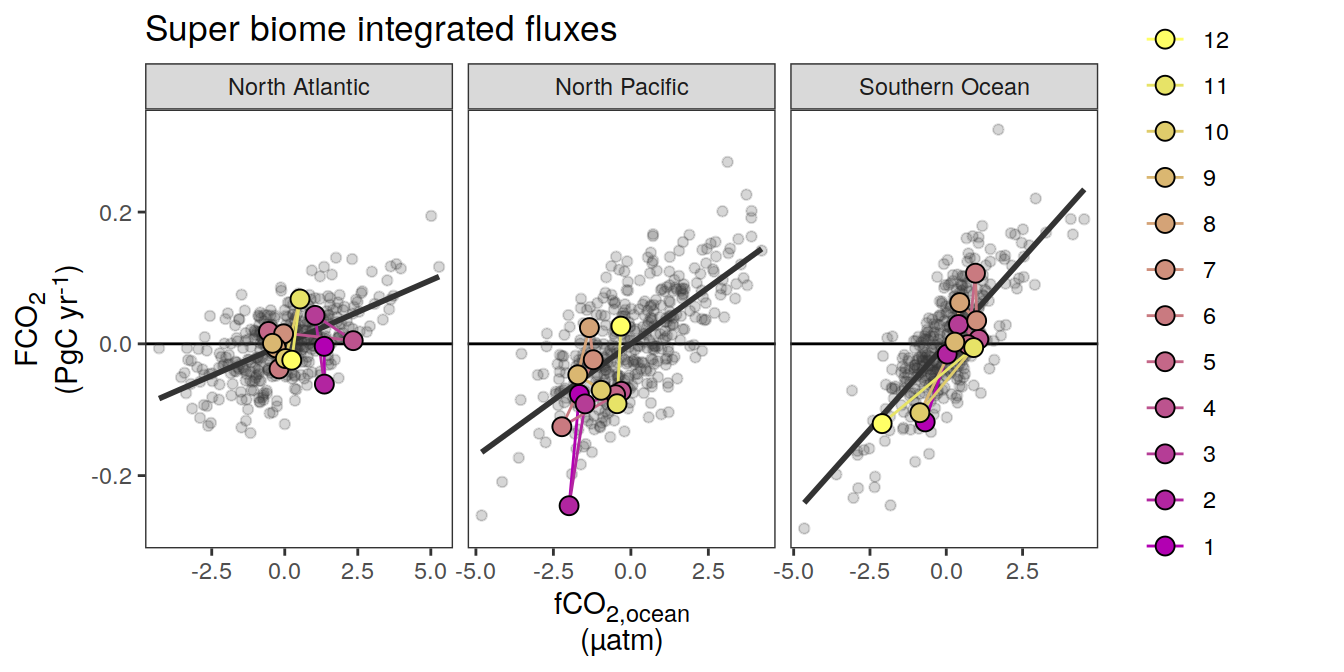 Super biome integrated fluxes
North Atlantic
North Pacific
Southern Ocean
FCO₂
(PgC yr⁻¹)
0.2
0.0
-0.2
-2.5 0.0 2.5 5.0
-5.0 -2.5 0.0 2.5
-5.0 -2.5 0.0 2.5
fCO₂,ocean
(µatm)
12
11
10
9
8
7
6
5
4
3
2
1